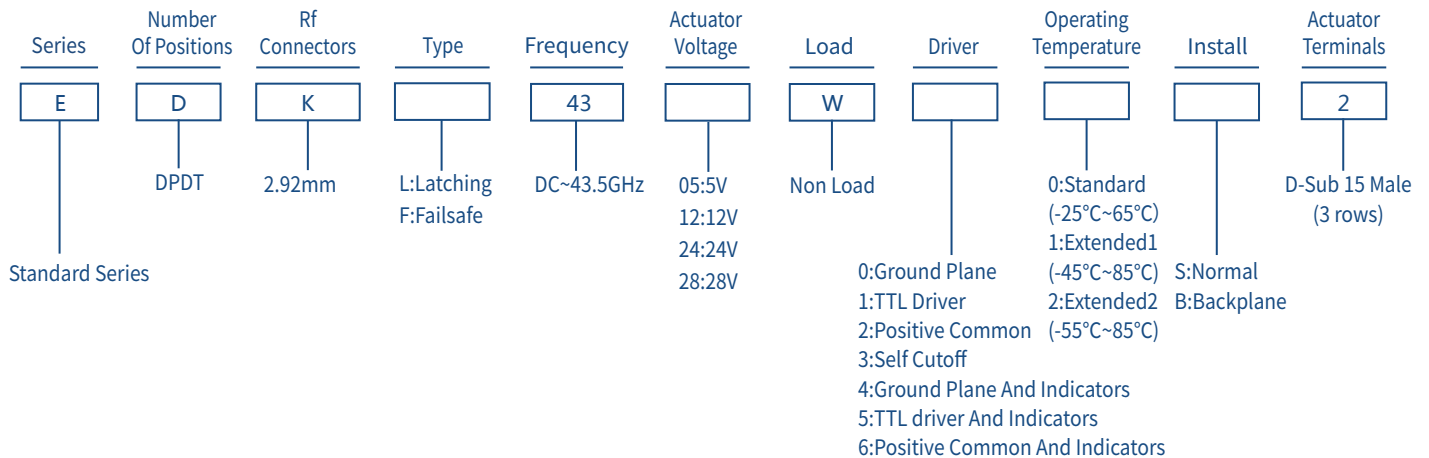 Series
Number
Of Positions
Rf
Connectors
Type
Frequency
Actuator
Voltage
Load
Driver
Operating
Temperature
Install
Actuator
Terminals
E
D
K
43
W
2
Standard Series
DPDT
2.92mm
L:Latching
F:Failsafe
DC~43.5GHz
05:5V
12:12V
24:24V
28:28V
Non Load
0:Ground Plane
1:TTL Driver
2:Positive Common
3:Self Cutoff
4:Ground Plane And Indicators
5:TTL driver And Indicators
6:Positive Common And Indicators
0:Standard
(-25°C~65°C)
1:Extended1
(-45°C~85°C)
2:Extended2
(-55°C~85°C)
S:Normal
B:Backplane
D-Sub 15 Male
(3 rows)